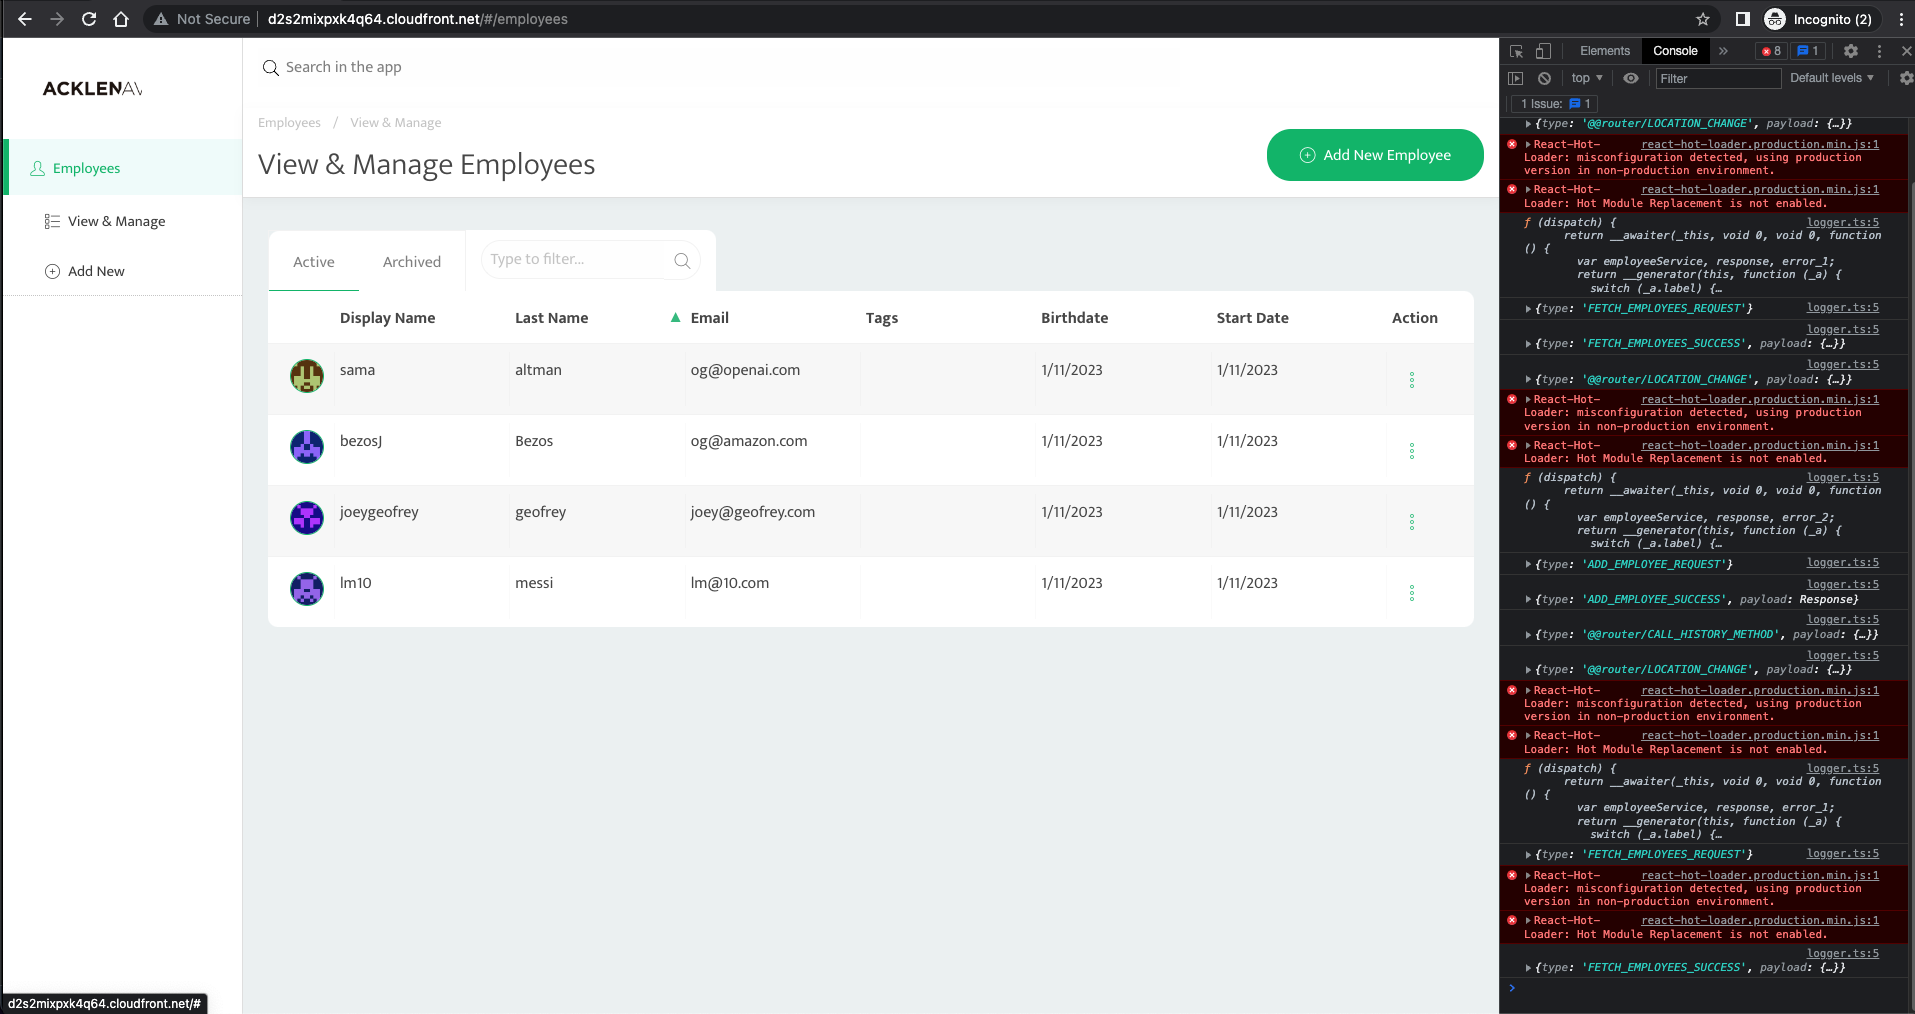 Not Secure d2s2mixpxk4q64.cloudfront.net/#/employees
Incognito (2)
ACKLENAV
Employees
View & Manage
Add New
Search in the app
Employees / View & Manage
View & Manage Employees
Add New Employee
Active Archived Type to filter...
Display Name Last Name Email Tags Birthdate Start Date Action
sama altman og@openai.com 1/11/2023 1/11/2023
bezosJ Bezos og@amazon.com 1/11/2023 1/11/2023
joeygeofrey geofrey joey@geofrey.com 1/11/2023 1/11/2023
lm10 messi lm@10.com 1/11/2023 1/11/2023
d2s2mixpxk4q64.cloudfront.net/#
Elements Console » 8 1
top Filter Default levels
1 Issue: 1
{type: '@@router/LOCATION_CHANGE', payload: {…}}
React-Hot- react-hot-loader.production.min.js:1
Loader: misconfiguration detected, using production
version in non-production environment.
React-Hot- react-hot-loader.production.min.js:1
Loader: Hot Module Replacement is not enabled.
ƒ (dispatch) { logger.ts:5
return __awaiter(_this, void 0, void 0, function
() {
var employeeService, response, error_1;
return __generator(this, function (_a) {
switch (_a.label) {…
{type: 'FETCH_EMPLOYEES_REQUEST'} logger.ts:5
logger.ts:5
{type: 'FETCH_EMPLOYEES_SUCCESS', payload: {…}}
logger.ts:5
{type: '@@router/LOCATION_CHANGE', payload: {…}}
React-Hot- react-hot-loader.production.min.js:1
Loader: misconfiguration detected, using production
version in non-production environment.
React-Hot- react-hot-loader.production.min.js:1
Loader: Hot Module Replacement is not enabled.
ƒ (dispatch) { logger.ts:5
return __awaiter(_this, void 0, void 0, function
() {
var employeeService, response, error_2;
return __generator(this, function (_a) {
switch (_a.label) {…
{type: 'ADD_EMPLOYEE_REQUEST'} logger.ts:5
logger.ts:5
{type: 'ADD_EMPLOYEE_SUCCESS', payload: Response}
logger.ts:5
{type: '@@router/CALL_HISTORY_METHOD', payload: {…}}
logger.ts:5
{type: '@@router/LOCATION_CHANGE', payload: {…}}
React-Hot- react-hot-loader.production.min.js:1
Loader: misconfiguration detected, using production
version in non-production environment.
React-Hot- react-hot-loader.production.min.js:1
Loader: Hot Module Replacement is not enabled.
ƒ (dispatch) { logger.ts:5
return __awaiter(_this, void 0, void 0, function
() {
var employeeService, response, error_1;
return __generator(this, function (_a) {
switch (_a.label) {…
{type: 'FETCH_EMPLOYEES_REQUEST'} logger.ts:5
React-Hot- react-hot-loader.production.min.js:1
Loader: misconfiguration detected, using production
version in non-production environment.
React-Hot- react-hot-loader.production.min.js:1
Loader: Hot Module Replacement is not enabled.
logger.ts:5
{type: 'FETCH_EMPLOYEES_SUCCESS', payload: {…}}